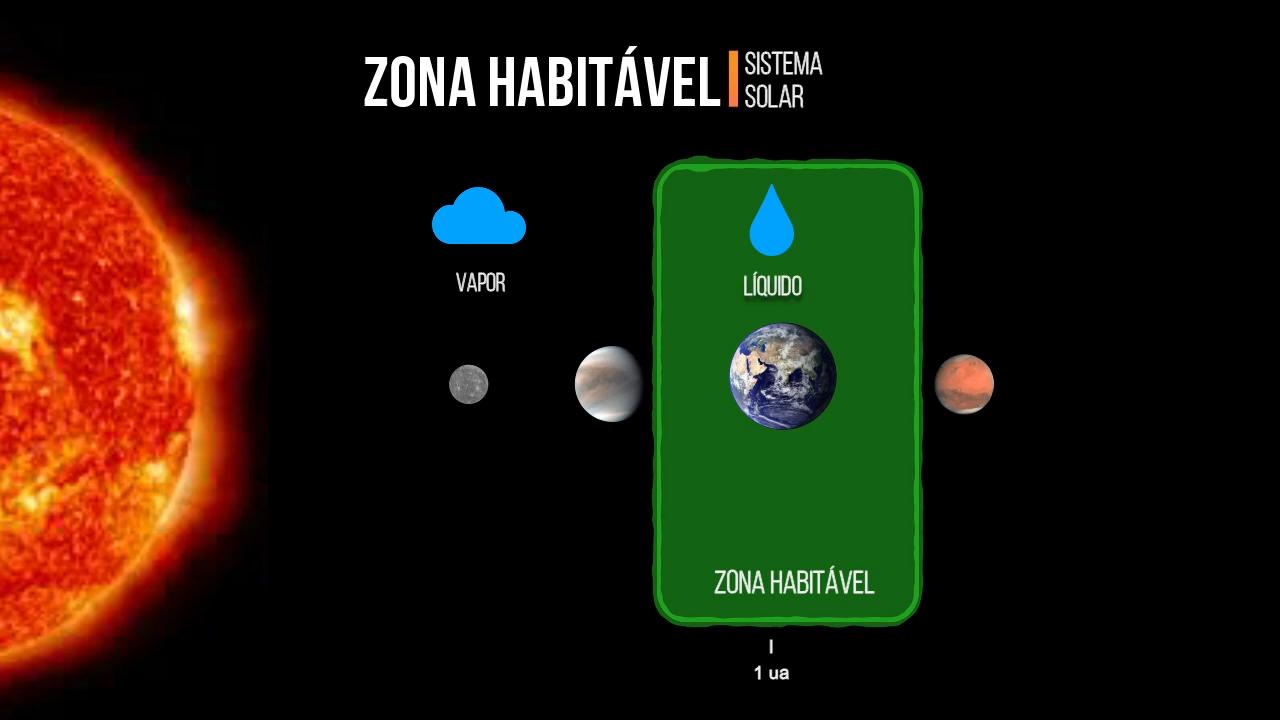 ZONA HABITÁVEL
SISTEMA
SOLAR
VAPOR
LÍQUIDO
ZONA HABITÁVEL
1 ua